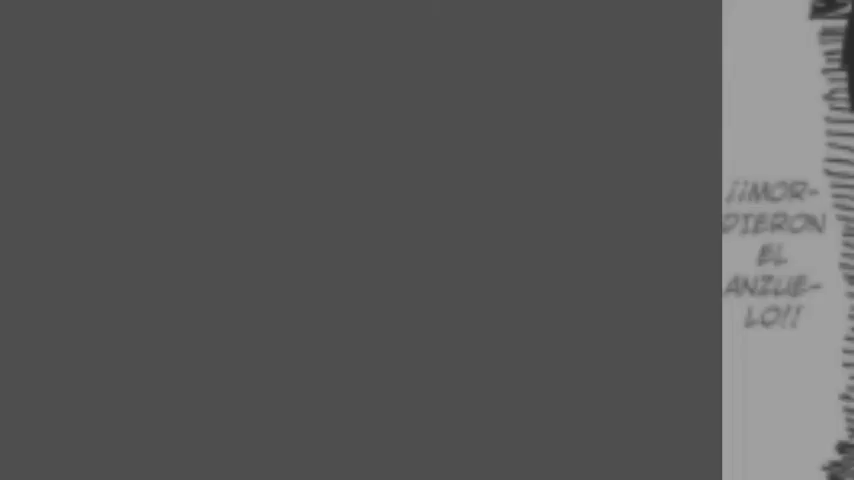 ¡¡MOR-
DIERON
EL
ANZUE-
LO!!